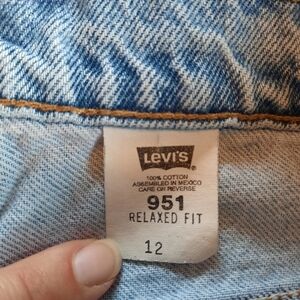 LEVI'S
100% COTTON
ASSEMBLED IN MEXICO
CARE ON REVERSE
951
RELAXED FIT
12